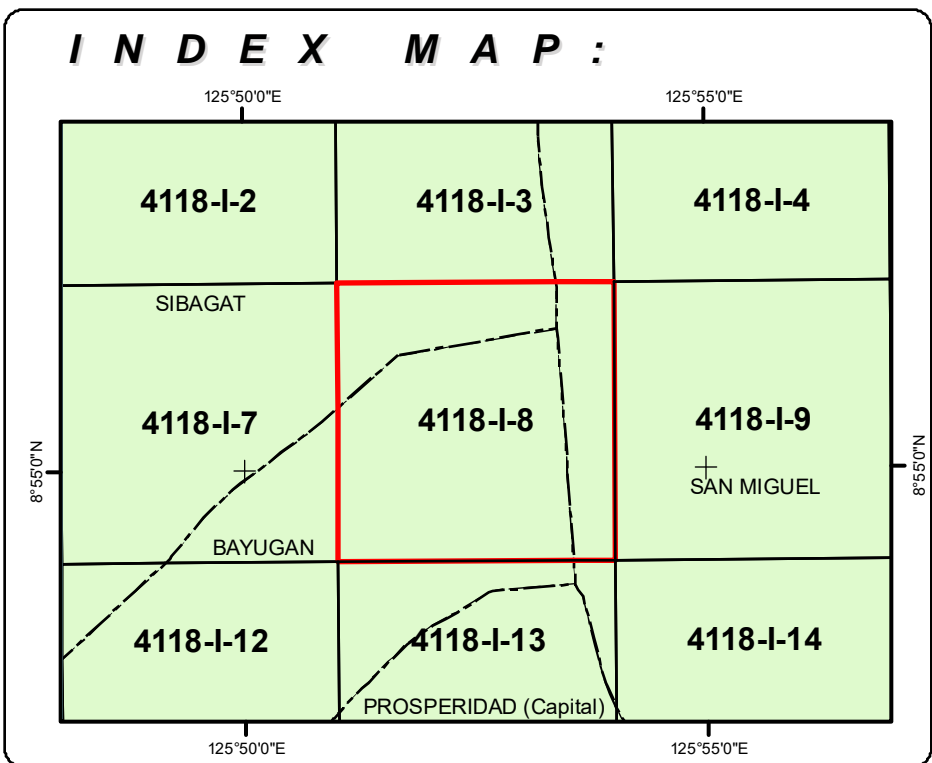 INDEX MAP:
125°50'0"E 125°55'0"E
4118-I-2 4118-I-3 4118-I-4
SIBAGAT
4118-I-7 4118-I-8 4118-I-9
8°55'0"N 8°55'0"N
SAN MIGUEL
BAYUGAN
4118-I-12 4118-I-13 4118-I-14
PROSPERIDAD (Capital)
125°50'0"E 125°55'0"E